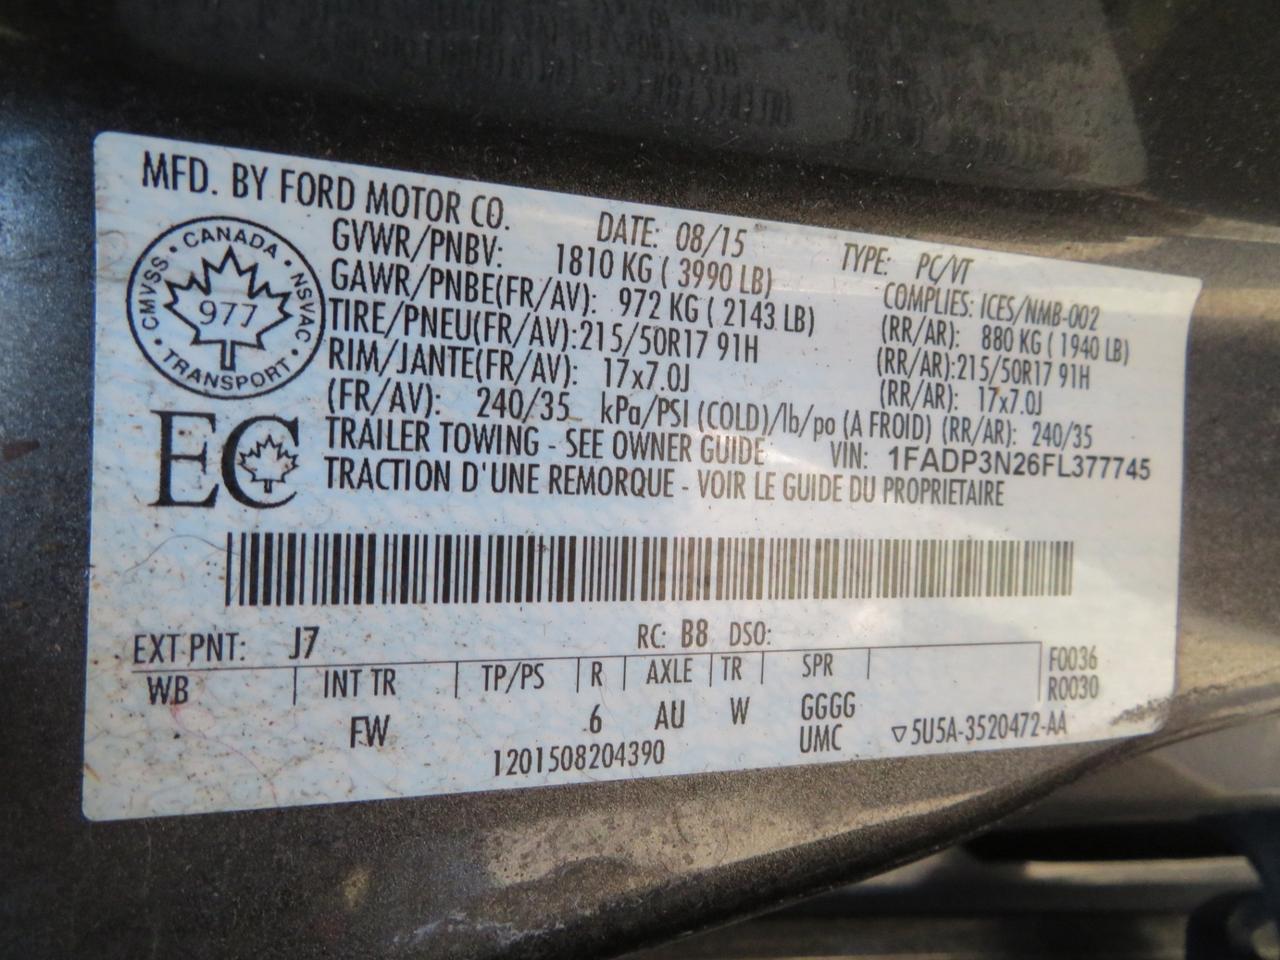 MFD. BY FORD MOTOR CO. DATE: 08/15 TYPE: PC/VT
GVWR/PNBV: 1810 KG ( 3990 LB) COMPLIES: ICES/NMB-002
GAWR/PNBE(FR/AV): 972 KG ( 2143 LB) (RR/AR): 880 KG ( 1940 LB)
TIRE/PNEU(FR/AV):215/50R17 91H (RR/AR):215/50R17 91H
RIM/JANTE(FR/AV): 17x7.0J (RR/AR): 17x7.0J
(FR/AV): 240/35 kPa/PSI (COLD)/lb/po (A FROID) (RR/AR): 240/35
TRAILER TOWING - SEE OWNER GUIDE VIN: 1FADP3N26FL377745
TRACTION D'UNE REMORQUE - VOIR LE GUIDE DU PROPRIETAIRE
CMVSS • CANADA • NSVAC • TRANSPORT •
977
EC
EXT PNT: J7 RC: B8 DSO:
WB INT TR TP/PS R AXLE TR SPR F0036
R0030
FW 6 AU W GGGG
1201508204390 UMC ▽5U5A-3520472-AA